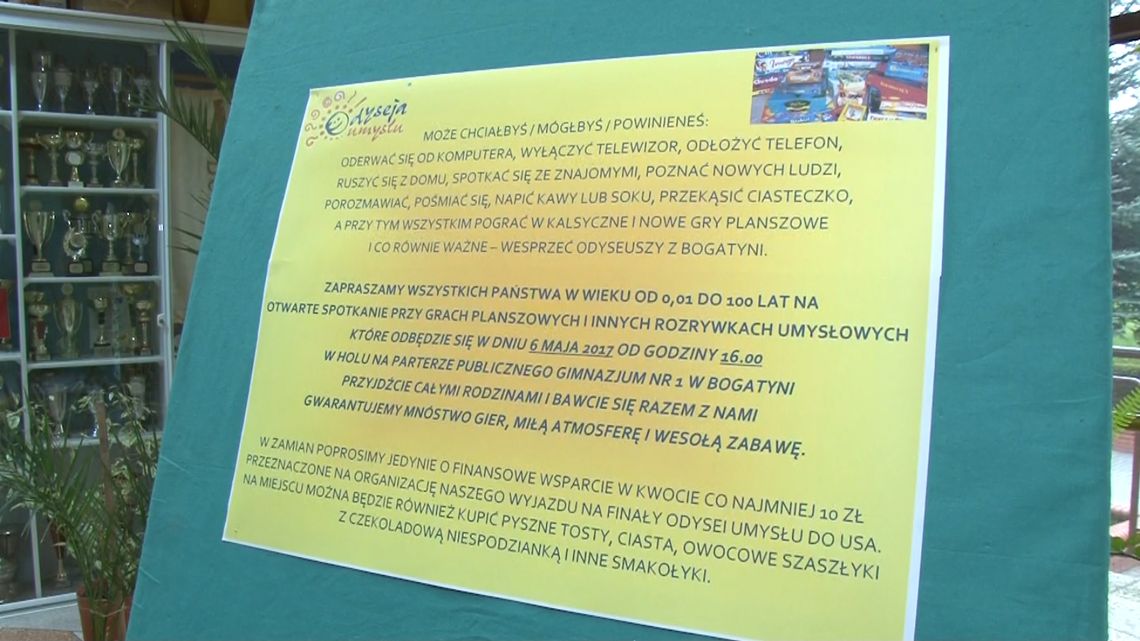 Odyseja
umysłu
MOŻE CHCIAŁBYŚ / MÓGŁBYŚ / POWINIENEŚ:
ODERWAĆ SIĘ OD KOMPUTERA, WYŁĄCZYĆ TELEWIZOR, ODŁOŻYĆ TELEFON,
RUSZYĆ SIĘ Z DOMU, SPOTKAĆ SIĘ ZE ZNAJOMYMI, POZNAĆ NOWYCH LUDZI,
POROZMAWIAĆ, POŚMIAĆ SIĘ, NAPIĆ KAWY LUB SOKU, PRZEKĄSIĆ CIASTECZKO,
A PRZY TYM WSZYSTKIM POGRAĆ W KALSYCZNE I NOWE GRY PLANSZOWE
I CO RÓWNIE WAŻNE – WESPRZEĆ ODYSEUSZY Z BOGATYNI.
ZAPRASZAMY WSZYSTKICH PAŃSTWA W WIEKU OD 0,01 DO 100 LAT NA
OTWARTE SPOTKANIE PRZY GRACH PLANSZOWYCH I INNYCH ROZRYWKACH UMYSŁOWYCH
KTÓRE ODBĘDZIE SIĘ W DNIU 6 MAJA 2017 OD GODZINY 16.00
W HOLU NA PARTERZE PUBLICZNEGO GIMNAZJUM NR 1 W BOGATYNI
PRZYJDŹCIE CAŁYMI RODZINAMI I BAWCIE SIĘ RAZEM Z NAMI
GWARANTUJEMY MNÓSTWO GIER, MIŁĄ ATMOSFERĘ I WESOŁĄ ZABAWĘ.
W ZAMIAN POPROSIMY JEDYNIE O FINANSOWE WSPARCIE W KWOCIE CO NAJMNIEJ 10 ZŁ
PRZEZNACZONE NA ORGANIZACJĘ NASZEGO WYJAZDU NA FINAŁY ODYSEI UMYSŁU DO USA.
NA MIEJSCU MOŻNA BĘDZIE RÓWNIEŻ KUPIĆ PYSZNE TOSTY, CIASTA, OWOCOWE SZASZŁYKI
Z CZEKOLADOWĄ NIESPODZIANKĄ I INNE SMAKOŁYKI.